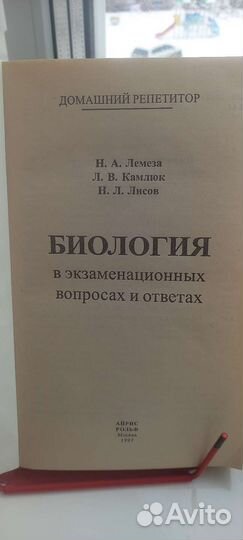 ДОМАШНИЙ РЕПЕТИТОР
Н. А. Лемеза
Л. В. Камлюк
Н. Л. Лисов
БИОЛОГИЯ
в экзаменационных
вопросах и ответах
АЙРИС
РОЛЬФ
Москва
1997
Avito